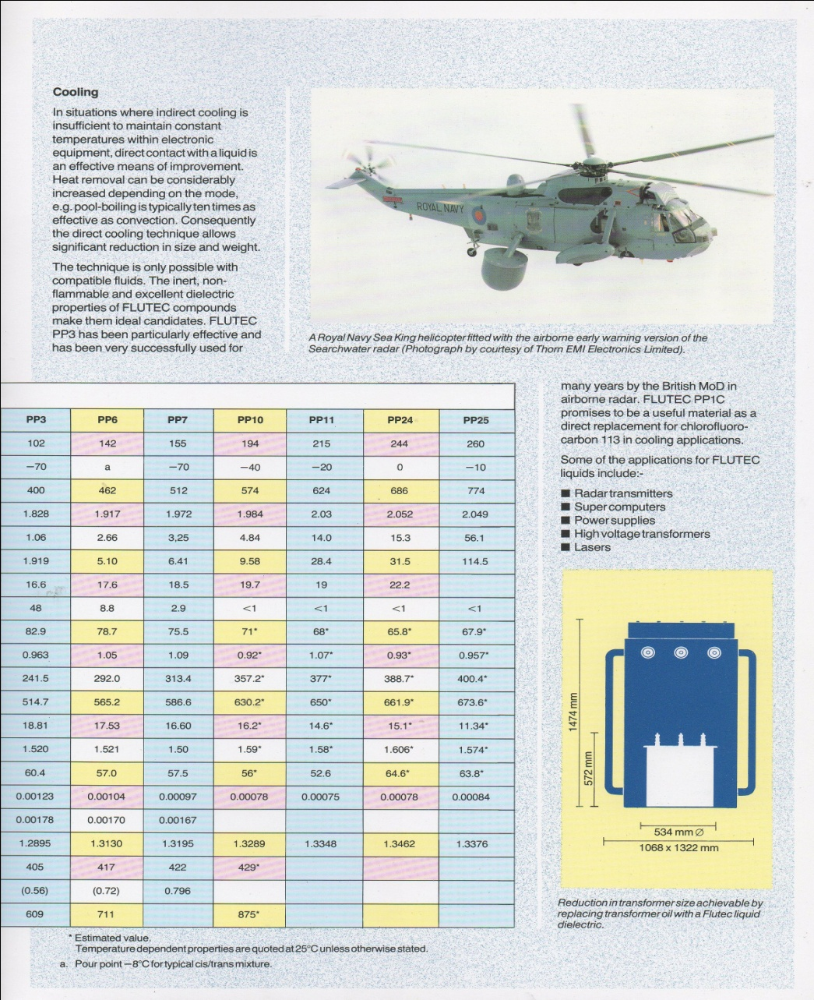 Cooling
In situations where indirect cooling is
insufficient to maintain constant
temperatures within electronic
equipment, direct contact with a liquid is
an effective means of improvement.
Heat removal can be considerably
increased depending on the mode,
e.g. pool-boiling is typically ten times as
effective as convection. Consequently
the direct cooling technique allows
significant reduction in size and weight.
The technique is only possible with
compatible fluids. The inert, non-
flammable and excellent dielectric
properties of FLUTEC compounds
make them ideal candidates. FLUTEC
PP3 has been particularly effective and
has been very successfully used for
ROYAL NAVY
A Royal Navy Sea King helicopter fitted with the airborne early warning version of the
Searchwater radar (Photograph by courtesy of Thorn EMI Electronics Limited).
many years by the British MoD in
airborne radar. FLUTEC PP1C
promises to be a useful material as a
direct replacement for chlorofluoro-
carbon 113 in cooling applications.
Some of the applications for FLUTEC
liquids include:-
■ Radar transmitters
■ Super computers
■ Power supplies
■ High voltage transformers
■ Lasers
PP3 PP6 PP7 PP10 PP11 PP24 PP25
102 142 155 194 215 244 260
−70 a −70 −40 −20 0 −10
400 462 512 574 624 686 774
1.828 1.917 1.972 1.984 2.03 2.052 2.049
1.06 2.66 3,25 4.84 14.0 15.3 56.1
1.919 5.10 6.41 9.58 28.4 31.5 114.5
16.6 17.6 18.5 19.7 19 22.2
48 8.8 2.9 <1 <1 <1 <1
82.9 78.7 75.5 71* 68* 65.8* 67.9*
0.963 1.05 1.09 0.92* 1.07* 0.93* 0.957*
241.5 292.0 313.4 357.2* 377* 388.7* 400.4*
514.7 565.2 586.6 630.2* 650* 661.9* 673.6*
18.81 17.53 16.60 16.2* 14.6* 15.1* 11.34*
1.520 1.521 1.50 1.59* 1.58* 1.606* 1.574*
60.4 57.0 57.5 56* 52.6 64.6* 63.8*
0.00123 0.00104 0.00097 0.00078 0.00075 0.00078 0.00084
0.00178 0.00170 0.00167
1.2895 1.3130 1.3195 1.3289 1.3348 1.3462 1.3376
405 417 422 429*
(0.56) (0.72) 0.796
609 711 875*
* Estimated value.
Temperature dependent properties are quoted at 25°C unless otherwise stated.
a. Pour point −8°C for typical cis/trans mixture.
1474 mm
572 mm
534 mm ∅
1068 x 1322 mm
Reduction in transformer size achievable by
replacing transformer oil with a Flutec liquid
dielectric.